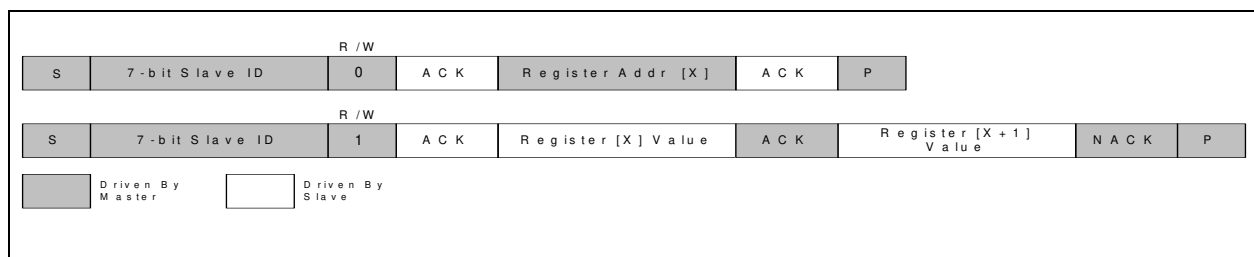 R/W
S 7-bit Slave ID 0 ACK Register Addr [X] ACK P
R/W
S 7-bit Slave ID 1 ACK Register [X] Value ACK Register [X+1] Value NACK P
Driven By Master
Driven By Slave